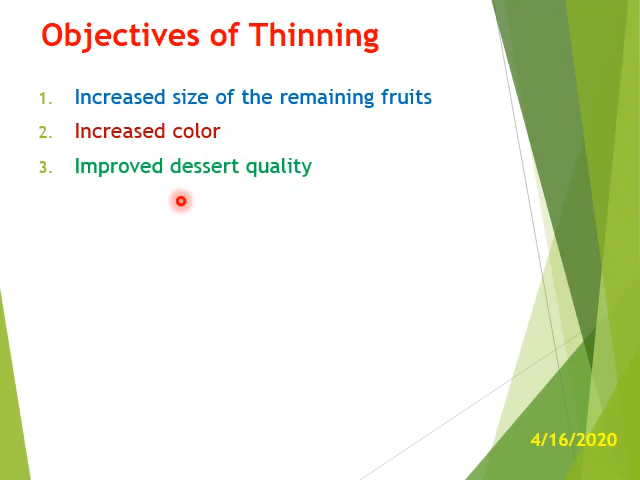 Objectives of Thinning
1. Increased size of the remaining fruits
2. Increased color
3. Improved dessert quality
4/16/2020